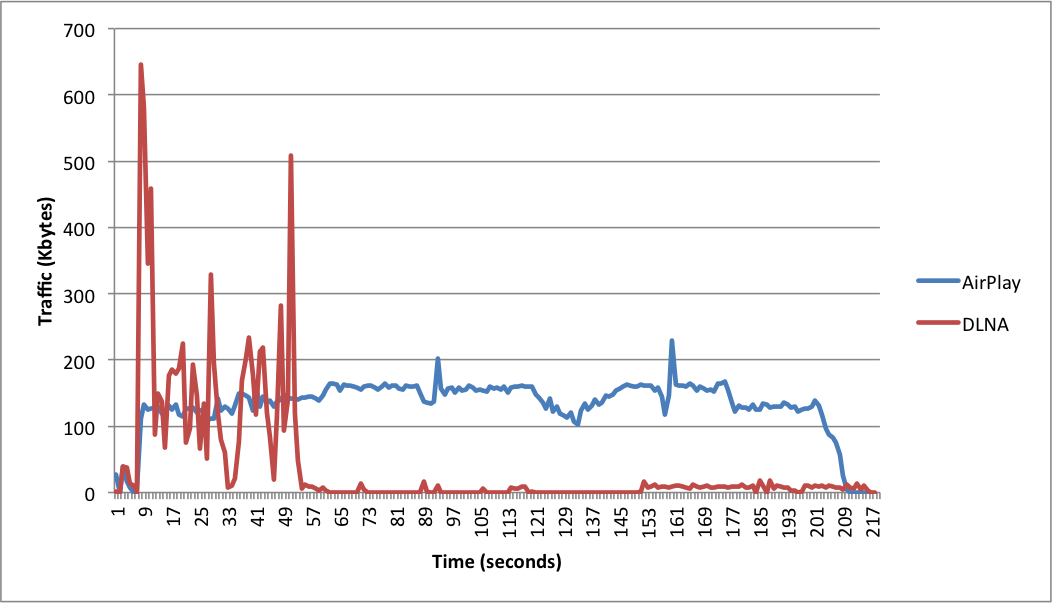 700
600
500
400
300
200
100
0
Traffic (Kbytes)
1 9 17 25 33 41 49 57 65 73 81 89 97 105 113 121 129 137 145 153 161 169 177 185 193 201 209 217
Time (seconds)
AirPlay
DLNA